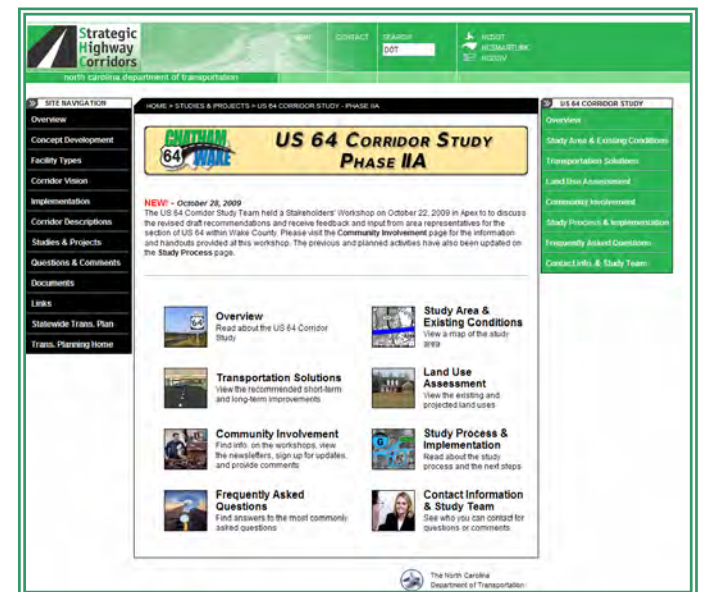 Strategic
Highway
Corridors
north carolina department of transportation
CONTACT
SEARCH
DOT
NCDOT
SITE NAVIGATION
Overview
Concept Development
Facility Types
Corridor Vision
Implementation
Corridor Descriptions
Studies & Projects
Questions & Comments
Documents
Links
Statewide Trans. Plan
Trans. Planning Home
HOME > STUDIES & PROJECTS > US 64 CORRIDOR STUDY - PHASE IIA
CHATHAM
64 WAKE
US 64 CORRIDOR STUDY
PHASE IIA
NEW! - October 28, 2009
The US 64 Corridor Study Team held a Stakeholders' Workshop on October 22, 2009 in Apex to to discuss
the revised draft recommendations and receive feedback and input from area representatives for the
section of US 64 within Wake County. Please visit the Community Involvement page for the information
and handouts provided at this workshop. The previous and planned activities have also been updated on
the Study Process page.
Overview
Read about the US 64 Corridor
Study
Study Area &
Existing Conditions
View a map of the study
area
Transportation Solutions
View the recommended short-term
and long-term improvements
Land Use
Assessment
View the existing and
projected land uses
Community Involvement
Find info. on the workshops, view
the newsletters, sign up for updates,
and provide comments
Study Process &
Implementation
Read about the study
process and the next steps
Frequently Asked
Questions
Find answers to the most commonly
asked questions
Contact Information
& Study Team
See who you can contact for
questions or comments
US 64 CORRIDOR STUDY
Overview
Study Area & Existing Conditions
Transportation Solutions
Land Use Assessment
Community Involvement
Study Process & Implementation
Frequently Asked Questions
Contact Info. & Study Team
The North Carolina
Department of Transportation